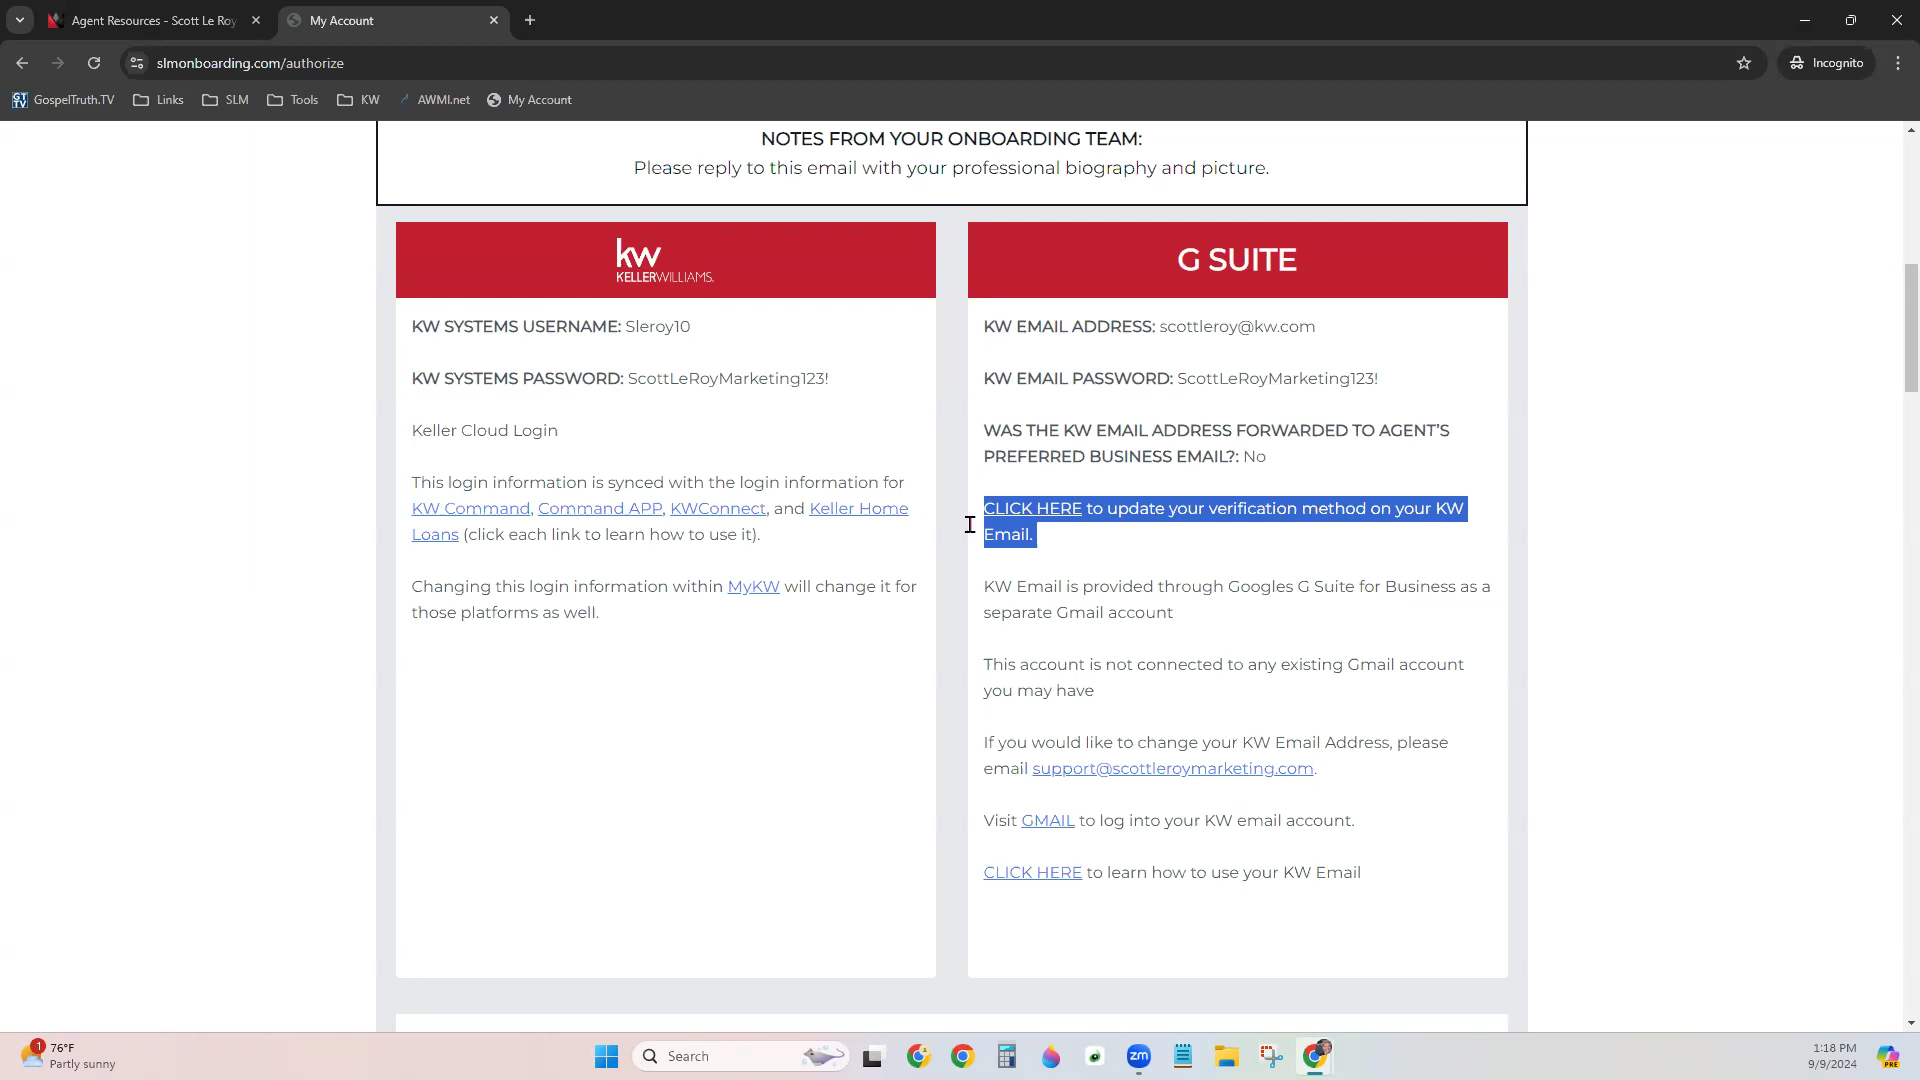 Agent Resources - Scott Le Roy
My Account
slmonboarding.com/authorize
Incognito
GospelTruth.TV
Links
SLM
Tools
KW
AWMI.net
My Account
NOTES FROM YOUR ONBOARDING TEAM:
Please reply to this email with your professional biography and picture.
kw
KELLERWILLIAMS.
KW SYSTEMS USERNAME: Sleroy10
KW SYSTEMS PASSWORD: ScottLeRoyMarketing123!
Keller Cloud Login
This login information is synced with the login information for
KW Command, Command APP, KWConnect, and Keller Home
Loans (click each link to learn how to use it).
Changing this login information within MyKW will change it for
those platforms as well.
G SUITE
KW EMAIL ADDRESS: scottleroy@kw.com
KW EMAIL PASSWORD: ScottLeRoyMarketing123!
WAS THE KW EMAIL ADDRESS FORWARDED TO AGENT'S
PREFERRED BUSINESS EMAIL?: No
CLICK HERE to update your verification method on your KW
Email.
KW Email is provided through Googles G Suite for Business as a
separate Gmail account
This account is not connected to any existing Gmail account
you may have
If you would like to change your KW Email Address, please
email support@scottleroymarketing.com.
Visit GMAIL to log into your KW email account.
CLICK HERE to learn how to use your KW Email
1
76°F
Partly sunny
Search
zm
PRE
1:18 PM
9/9/2024